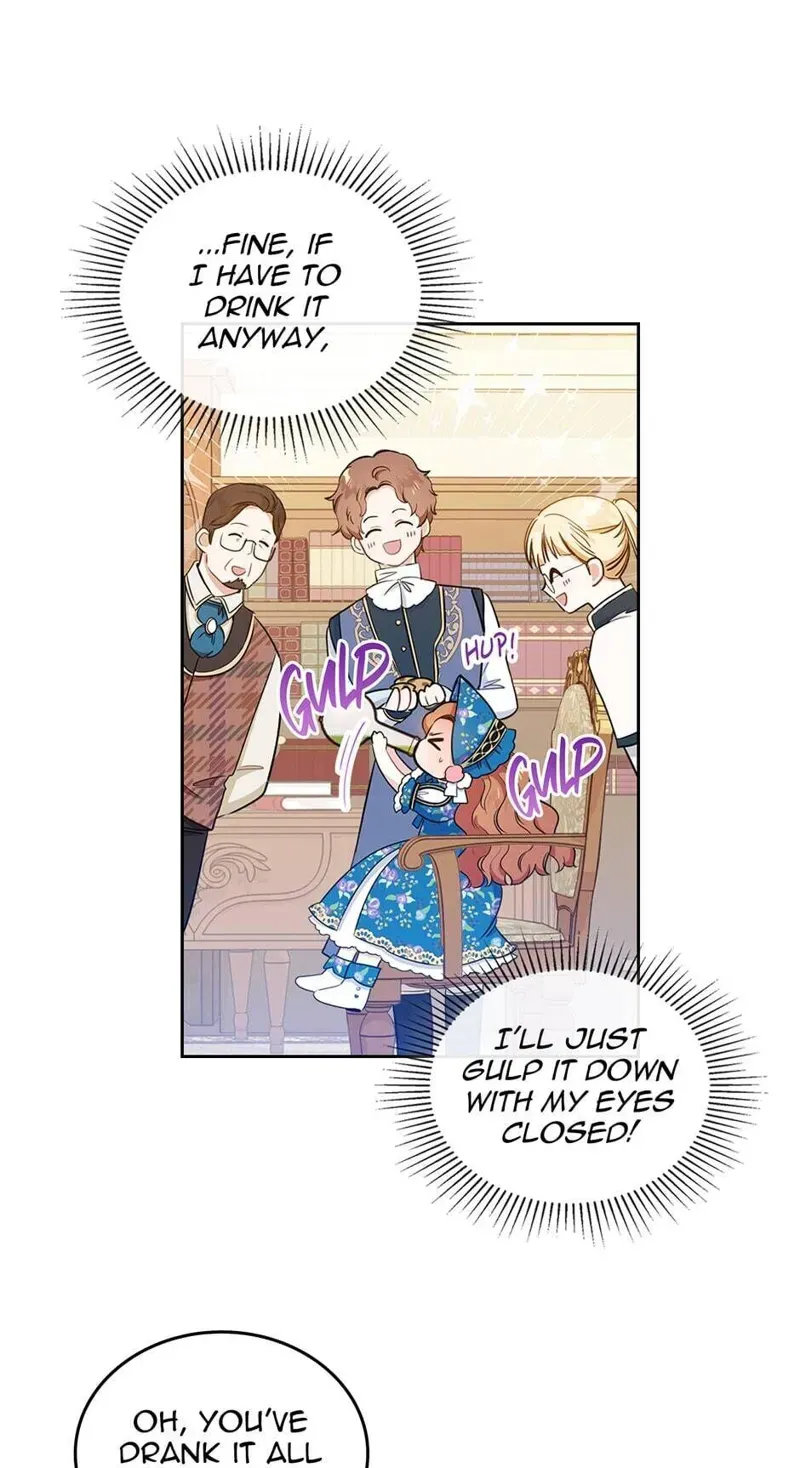 ...FINE, IF
I HAVE TO
DRINK IT
ANYWAY,
GULP
HUP!
GULP
I'LL JUST
GULP IT DOWN
WITH MY EYES
CLOSED!
OH, YOU'VE
DRANK IT ALL